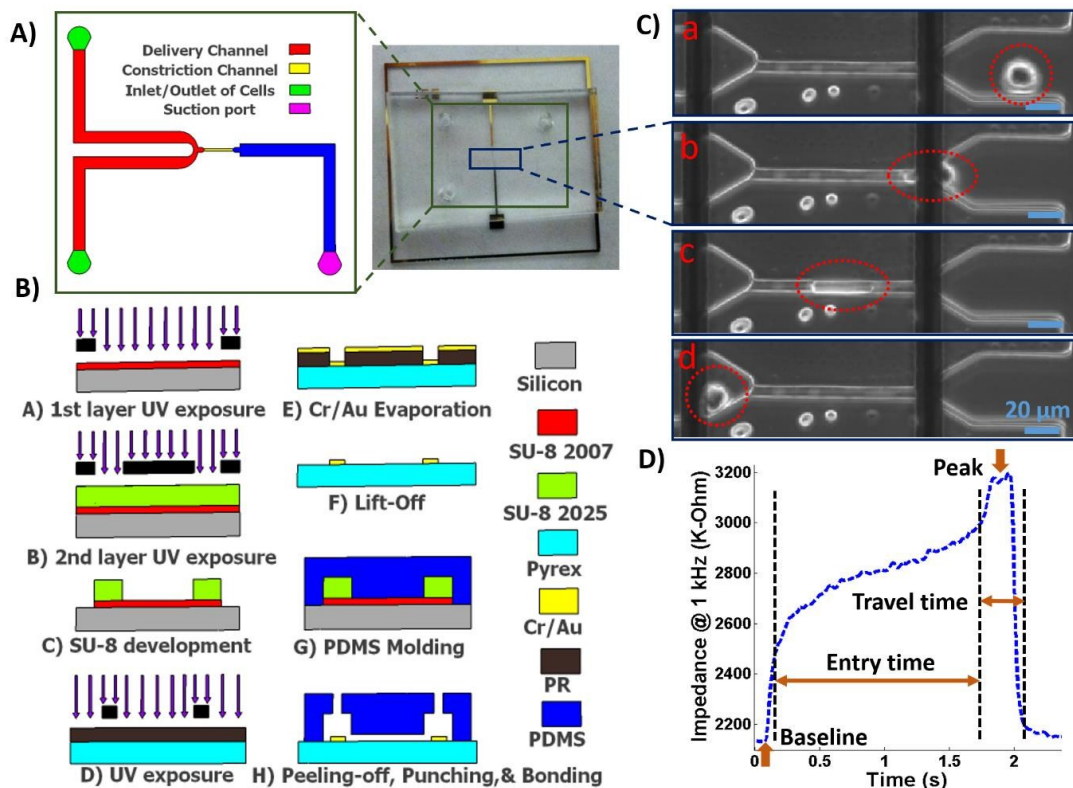 A)
Delivery Channel
Constriction Channel
Inlet/Outlet of Cells
Suction port
B)
A) 1st layer UV exposure
B) 2nd layer UV exposure
C) SU-8 development
D) UV exposure
E) Cr/Au Evaporation
F) Lift-Off
G) PDMS Molding
H) Peeling-off, Punching,& Bonding
Silicon
SU-8 2007
SU-8 2025
Pyrex
Cr/Au
PR
PDMS
C)
a
b
c
d
20 μm
D)
Impedance @ 1 kHz (K-Ohm)
3200
3000
2800
2600
2400
2200
Peak
Travel time
Entry time
Baseline
0 0.5 1 1.5 2
Time (s)